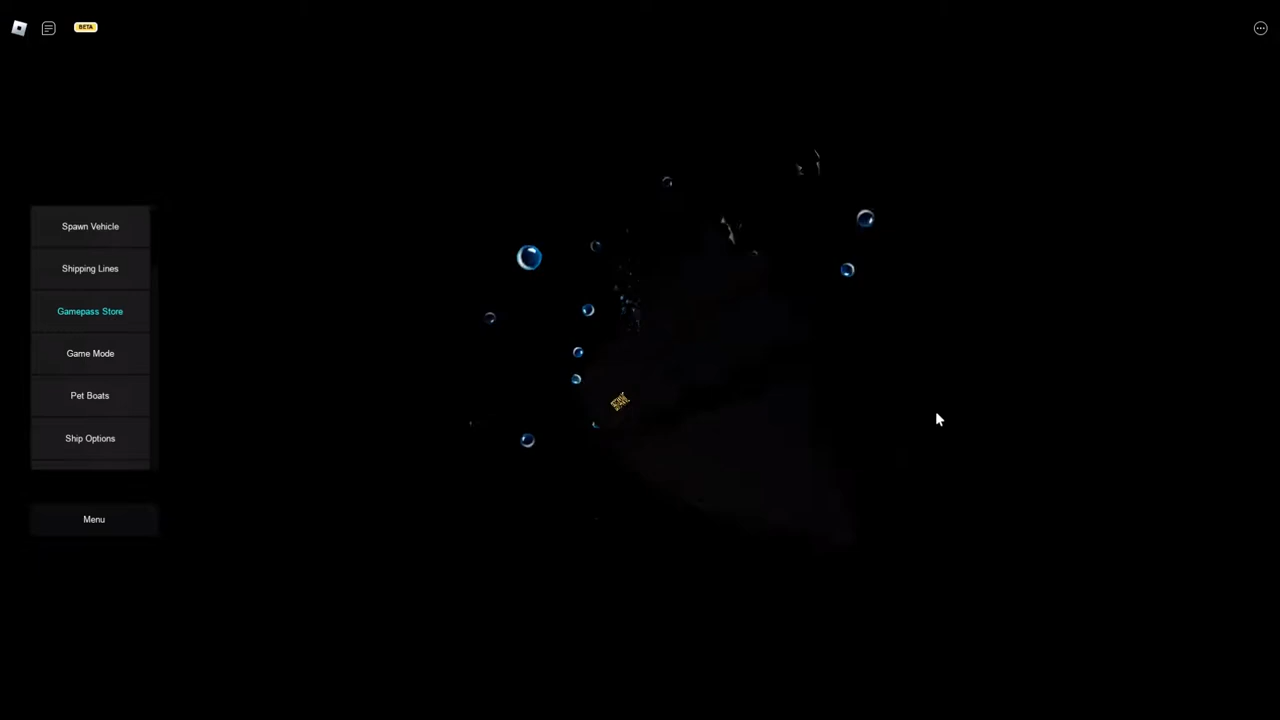 BETA
Spawn Vehicle
Shipping Lines
Gamepass Store
Game Mode
Pet Boats
Ship Options
Menu